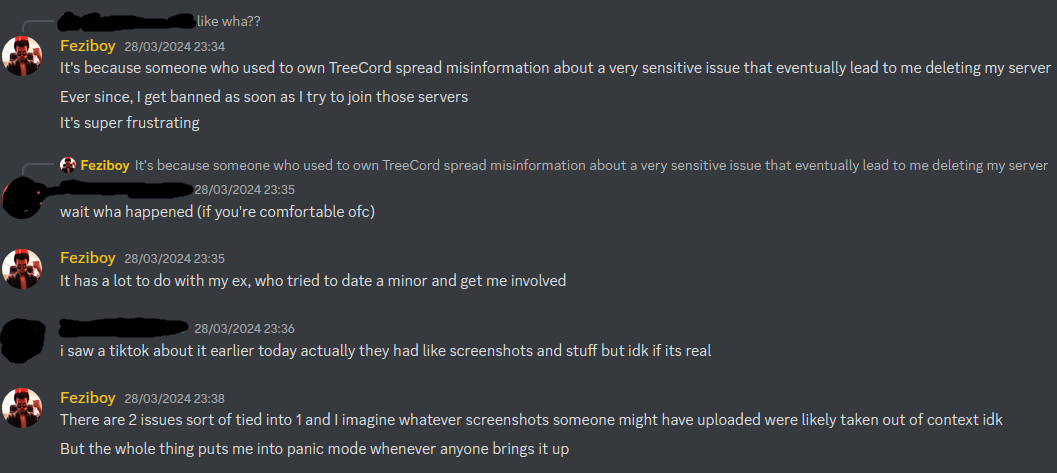 like wha??
Feziboy 28/03/2024 23:34
It's because someone who used to own TreeCord spread misinformation about a very sensitive issue that eventually lead to me deleting my server
Ever since, I get banned as soon as I try to join those servers
It's super frustrating
Feziboy It's because someone who used to own TreeCord spread misinformation about a very sensitive issue that eventually lead to me deleting my server
28/03/2024 23:35
wait wha happened (if you're comfortable ofc)
Feziboy 28/03/2024 23:35
It has a lot to do with my ex, who tried to date a minor and get me involved
28/03/2024 23:36
i saw a tiktok about it earlier today actually they had like screenshots and stuff but idk if its real
Feziboy 28/03/2024 23:38
There are 2 issues sort of tied into 1 and I imagine whatever screenshots someone might have uploaded were likely taken out of context idk
But the whole thing puts me into panic mode whenever anyone brings it up